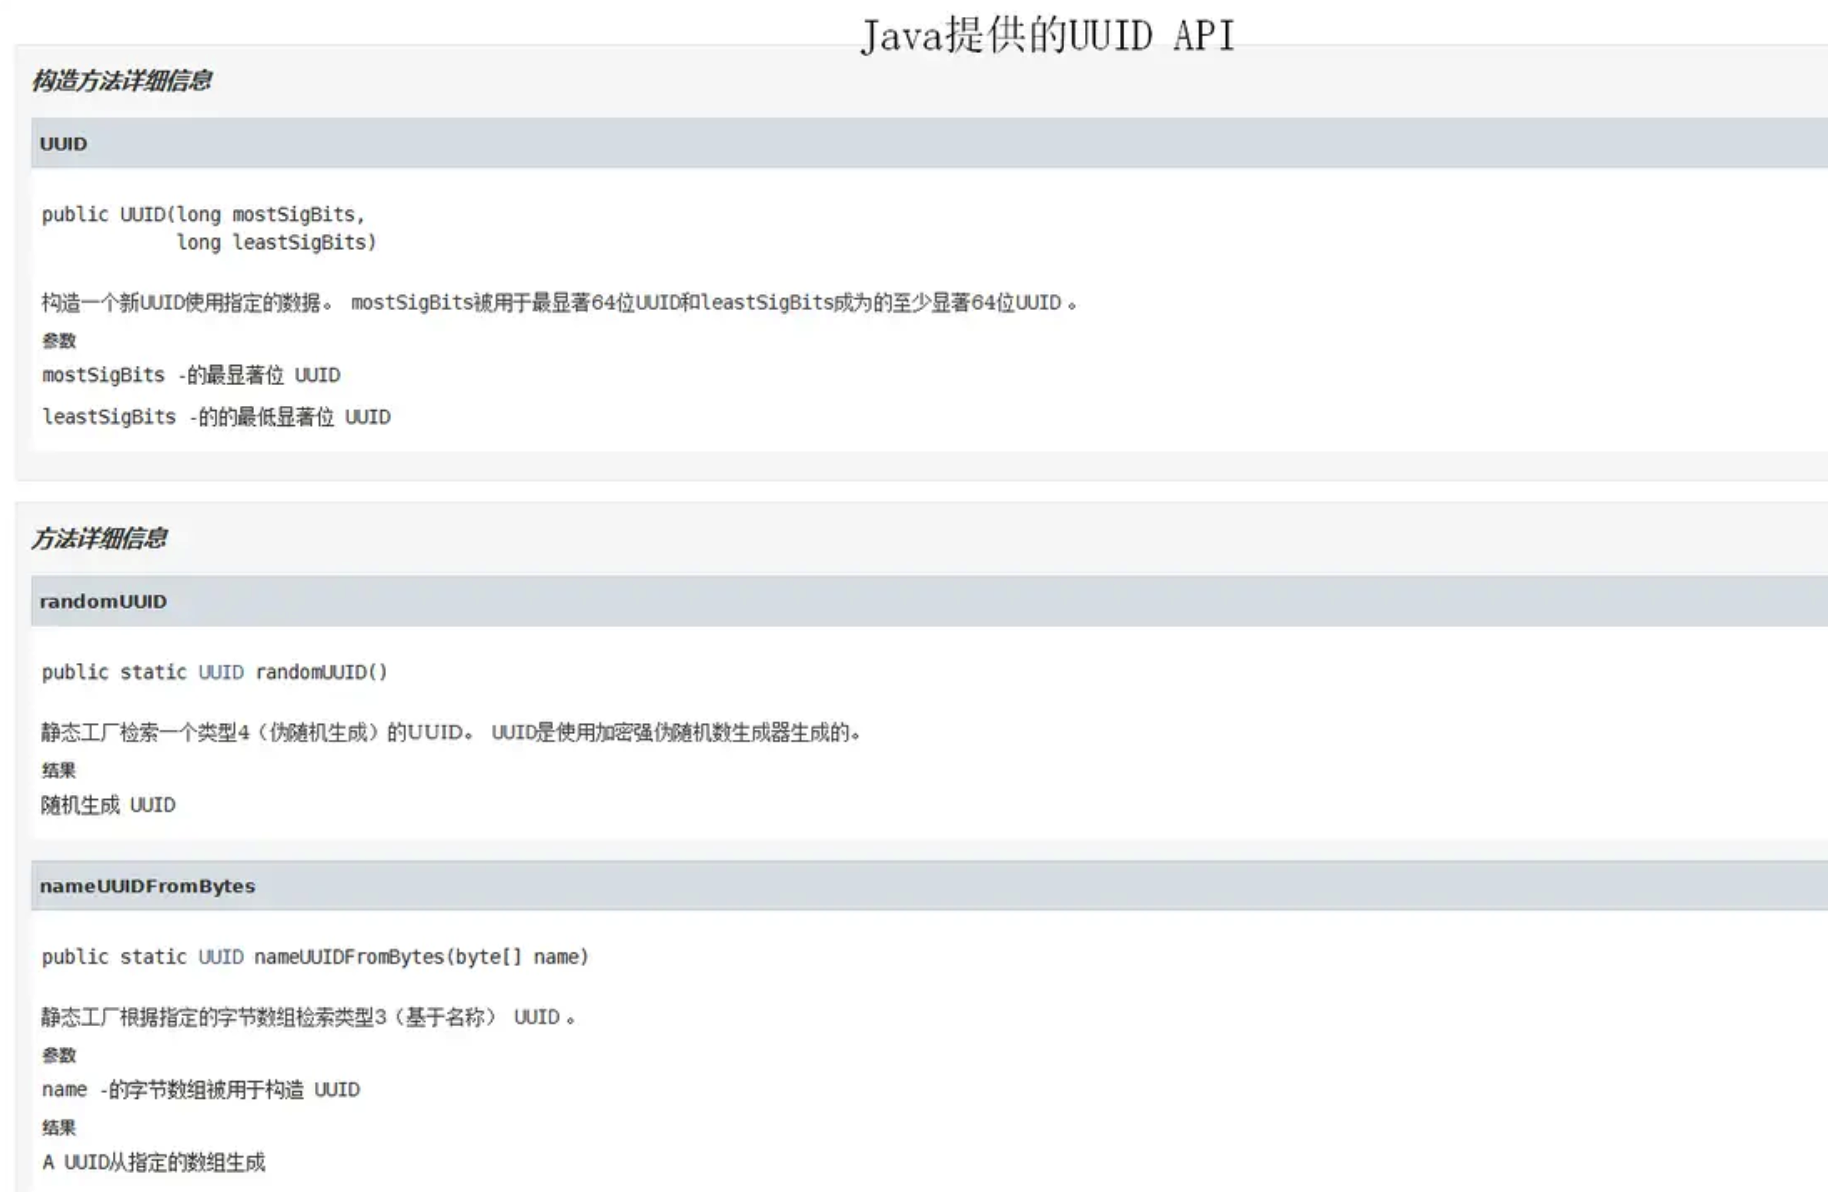 Java提供的UUID API
构造方法详细信息
UUID
public UUID(long mostSigBits,
long leastSigBits)
构造一个新UUID使用指定的数据。 mostSigBits被用于最显著64位UUID和leastSigBits成为的至少显著64位UUID 。
参数
mostSigBits -的最显著位 UUID
leastSigBits -的的最低显著位 UUID
方法详细信息
randomUUID
public static UUID randomUUID()
静态工厂检索一个类型4（伪随机生成）的UUID。 UUID是使用加密强伪随机数生成器生成的。
结果
随机生成 UUID
nameUUIDFromBytes
public static UUID nameUUIDFromBytes(byte[] name)
静态工厂根据指定的字节数组检索类型3（基于名称） UUID 。
参数
name -的字节数组被用于构造 UUID
结果
A UUID从指定的数组生成